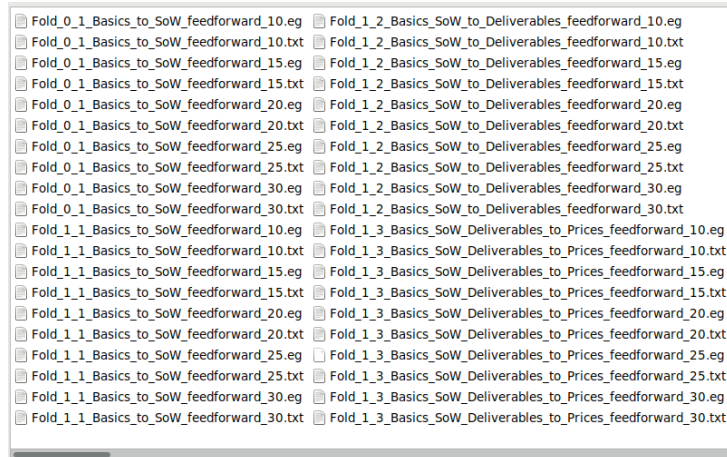 Fold_0_1_Basics_to_SoW_feedforward_10.eg
Fold_0_1_Basics_to_SoW_feedforward_10.txt
Fold_0_1_Basics_to_SoW_feedforward_15.eg
Fold_0_1_Basics_to_SoW_feedforward_15.txt
Fold_0_1_Basics_to_SoW_feedforward_20.eg
Fold_0_1_Basics_to_SoW_feedforward_20.txt
Fold_0_1_Basics_to_SoW_feedforward_25.eg
Fold_0_1_Basics_to_SoW_feedforward_25.txt
Fold_0_1_Basics_to_SoW_feedforward_30.eg
Fold_0_1_Basics_to_SoW_feedforward_30.txt
Fold_1_1_Basics_to_SoW_feedforward_10.eg
Fold_1_1_Basics_to_SoW_feedforward_10.txt
Fold_1_1_Basics_to_SoW_feedforward_15.eg
Fold_1_1_Basics_to_SoW_feedforward_15.txt
Fold_1_1_Basics_to_SoW_feedforward_20.eg
Fold_1_1_Basics_to_SoW_feedforward_20.txt
Fold_1_1_Basics_to_SoW_feedforward_25.eg
Fold_1_1_Basics_to_SoW_feedforward_25.txt
Fold_1_1_Basics_to_SoW_feedforward_30.eg
Fold_1_1_Basics_to_SoW_feedforward_30.txt
Fold_1_2_Basics_SoW_to_Deliverables_feedforward_10.eg
Fold_1_2_Basics_SoW_to_Deliverables_feedforward_10.txt
Fold_1_2_Basics_SoW_to_Deliverables_feedforward_15.eg
Fold_1_2_Basics_SoW_to_Deliverables_feedforward_15.txt
Fold_1_2_Basics_SoW_to_Deliverables_feedforward_20.eg
Fold_1_2_Basics_SoW_to_Deliverables_feedforward_20.txt
Fold_1_2_Basics_SoW_to_Deliverables_feedforward_25.eg
Fold_1_2_Basics_SoW_to_Deliverables_feedforward_25.txt
Fold_1_2_Basics_SoW_to_Deliverables_feedforward_30.eg
Fold_1_2_Basics_SoW_to_Deliverables_feedforward_30.txt
Fold_1_3_Basics_SoW_Deliverables_to_Prices_feedforward_10.eg
Fold_1_3_Basics_SoW_Deliverables_to_Prices_feedforward_10.txt
Fold_1_3_Basics_SoW_Deliverables_to_Prices_feedforward_15.eg
Fold_1_3_Basics_SoW_Deliverables_to_Prices_feedforward_15.txt
Fold_1_3_Basics_SoW_Deliverables_to_Prices_feedforward_20.eg
Fold_1_3_Basics_SoW_Deliverables_to_Prices_feedforward_20.txt
Fold_1_3_Basics_SoW_Deliverables_to_Prices_feedforward_25.eg
Fold_1_3_Basics_SoW_Deliverables_to_Prices_feedforward_25.txt
Fold_1_3_Basics_SoW_Deliverables_to_Prices_feedforward_30.eg
Fold_1_3_Basics_SoW_Deliverables_to_Prices_feedforward_30.txt